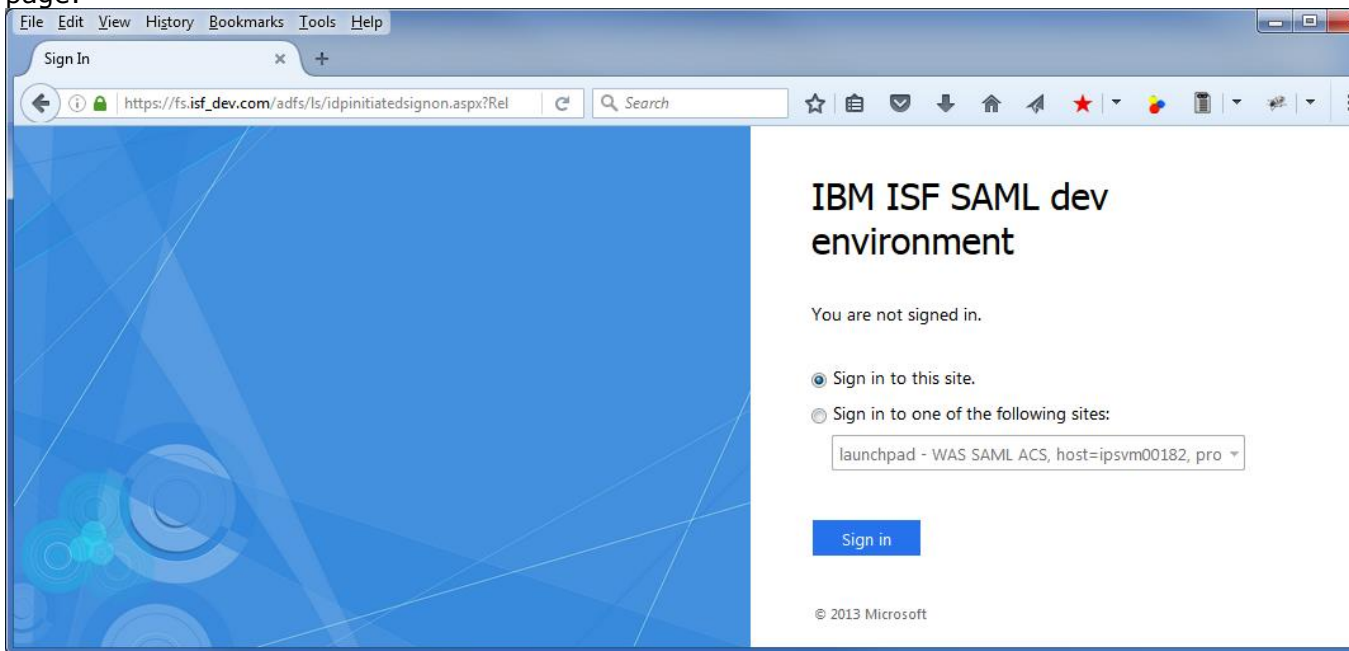 page:
File Edit View History Bookmarks Tools Help
Sign In
https://fs.isf_dev.com/adfs/ls/idpinitiatedsignon.aspx?Rel Search
IBM ISF SAML dev
environment
You are not signed in.
Sign in to this site.
Sign in to one of the following sites:
launchpad - WAS SAML ACS, host=ipsvm00182, pro
Sign in
© 2013 Microsoft